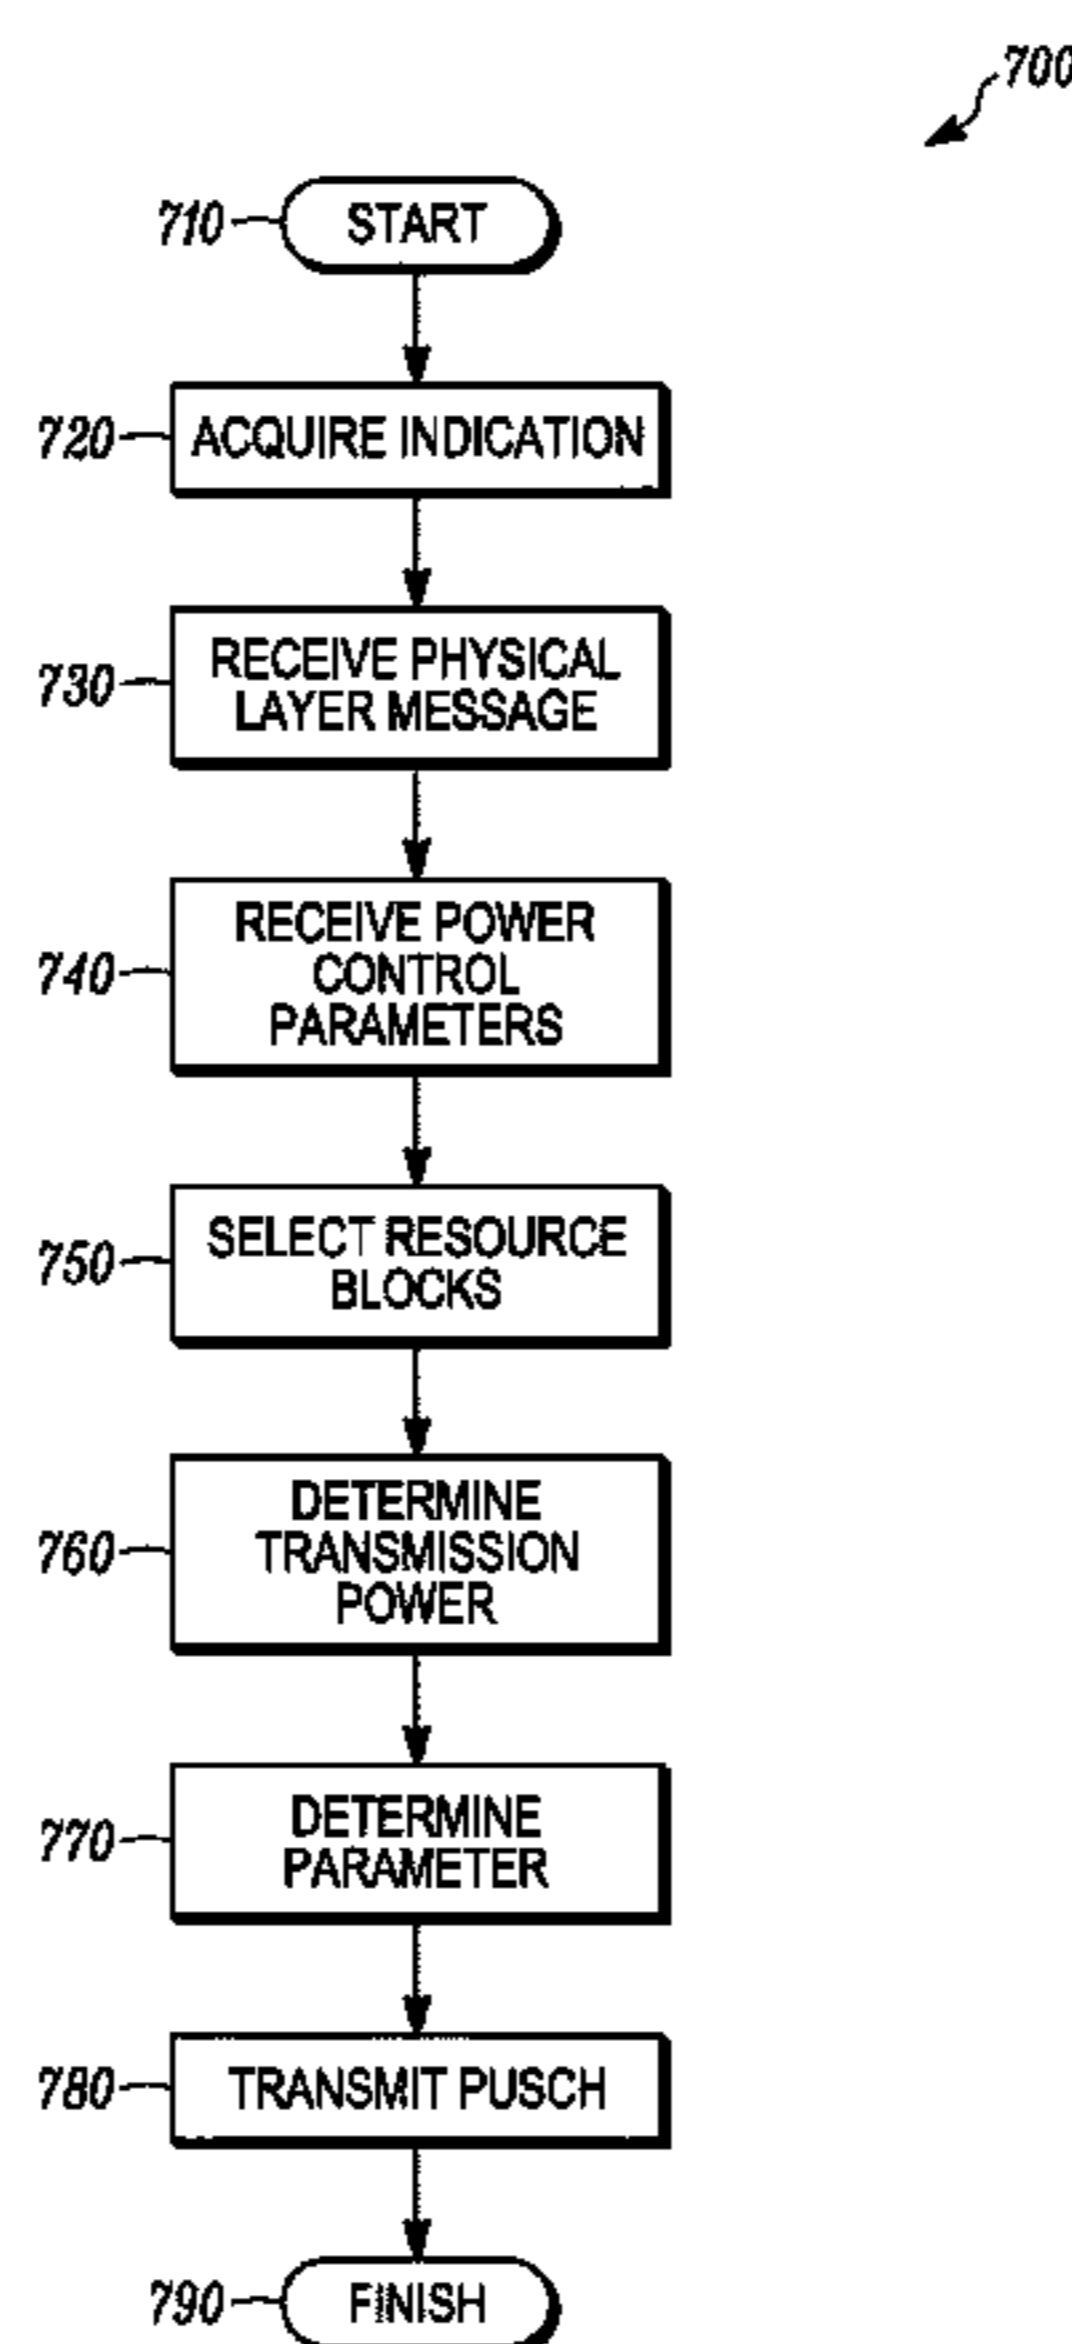 700
710 START
720 ACQUIRE INDICATION
730 RECEIVE PHYSICAL
LAYER MESSAGE
740 RECEIVE POWER
CONTROL
PARAMETERS
750 SELECT RESOURCE
BLOCKS
760 DETERMINE
TRANSMISSION
POWER
770 DETERMINE
PARAMETER
780 TRANSMIT PUSCH
790 FINISH